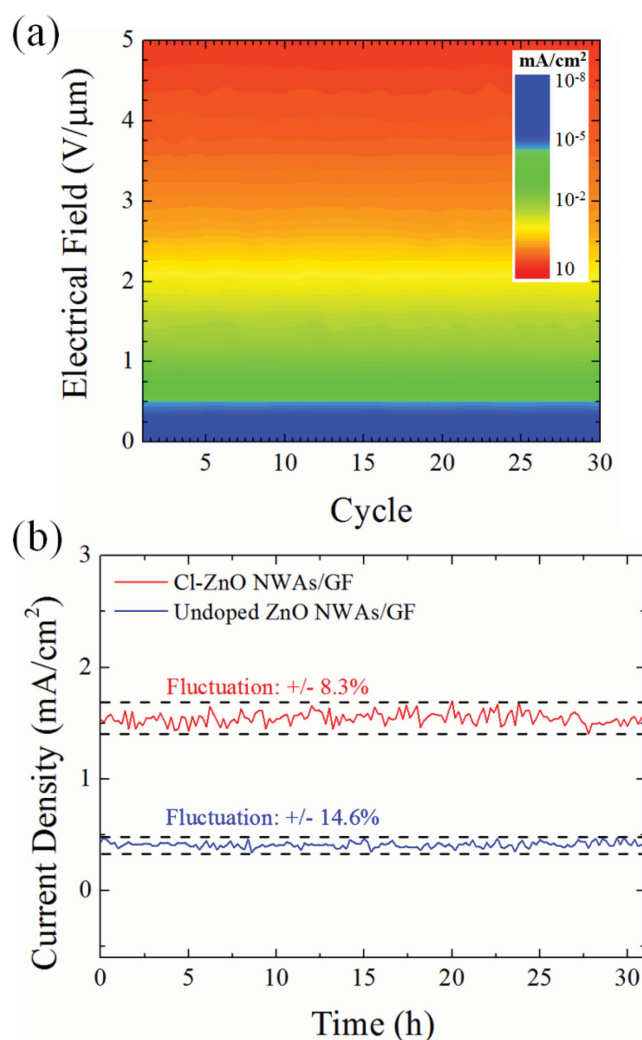 (a)
Electrical Field (V/μm)
5
4
3
2
1
0
mA/cm²
10⁻⁸
10⁻⁵
10⁻²
10
5
10
15
20
25
30
Cycle
(b)
Current Density (mA/cm²)
3
2
1
0
Cl-ZnO NWAs/GF
Undoped ZnO NWAs/GF
Fluctuation: +/- 8.3%
Fluctuation: +/- 14.6%
0
5
10
15
20
25
30
Time (h)